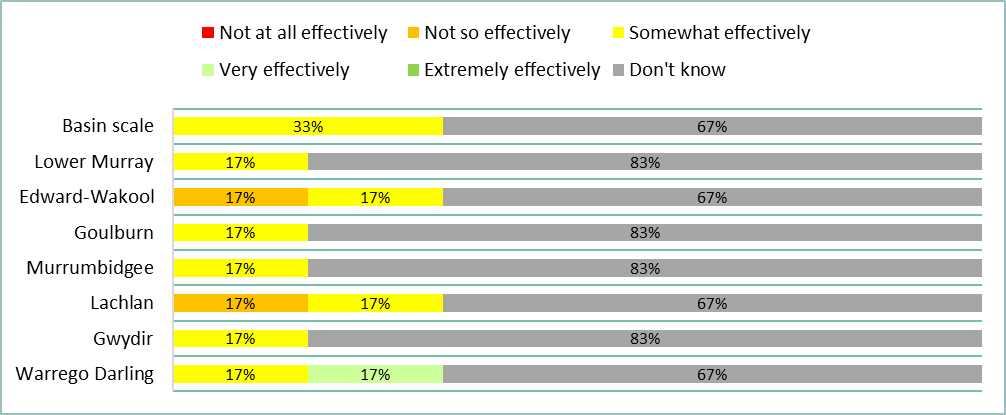 Not at all effectively Not so effectively Somewhat effectively
Very effectively Extremely effectively Don't know
Basin scale 33% 67%
Lower Murray 17% 83%
Edward-Wakool 17% 17% 67%
Goulburn 17% 83%
Murrumbidgee 17% 83%
Lachlan 17% 17% 67%
Gwydir 17% 83%
Warrego Darling 17% 17% 67%